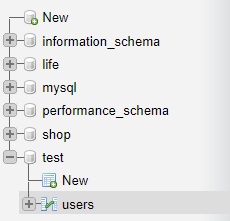 New
information_schema
life
mysql
performance_schema
shop
test
New
users